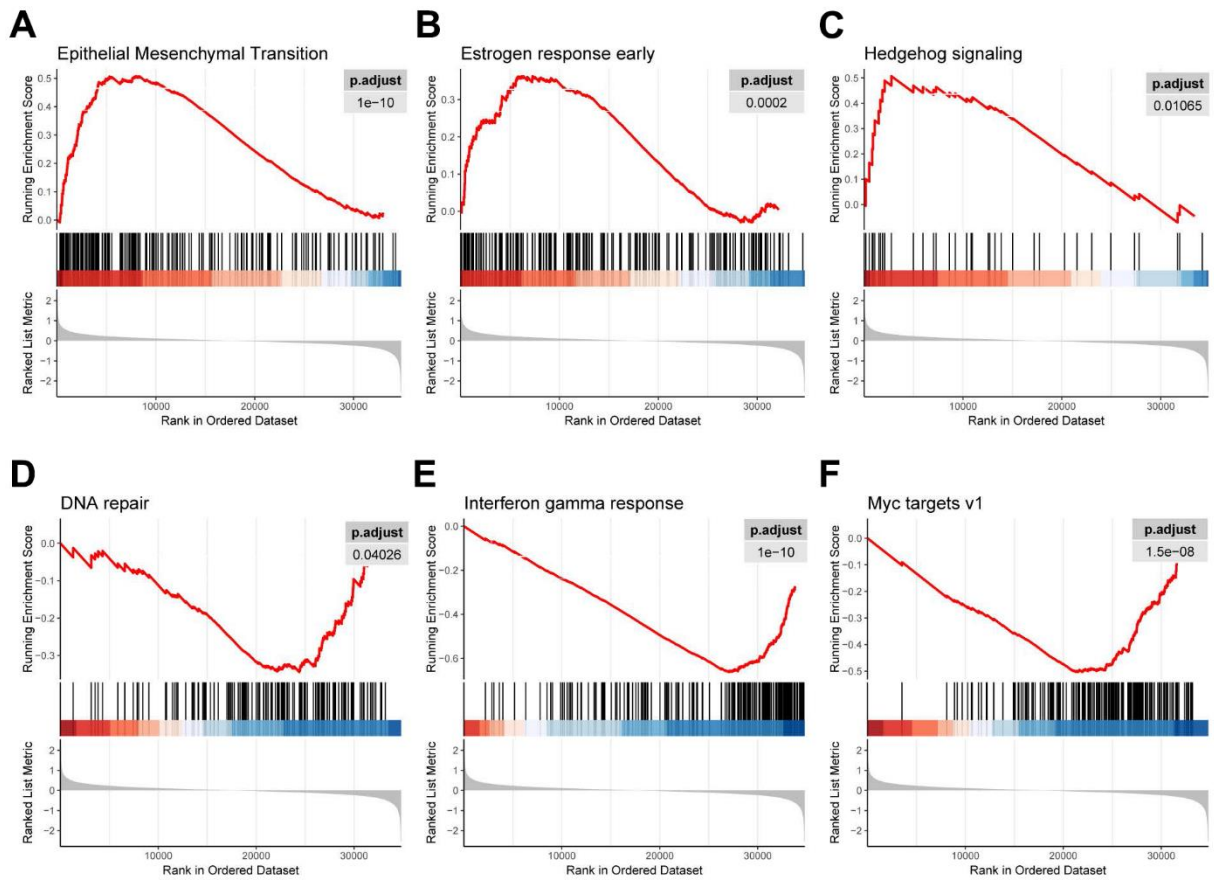 A
Epithelial Mesenchymal Transition
p.adjust
1e−10
Running Enrichment Score
0.5
0.4
0.3
0.2
0.1
0.0
Ranked List Metric
2
1
0
−1
−2
10000 20000 30000
Rank in Ordered Dataset
B
Estrogen response early
p.adjust
0.0002
Running Enrichment Score
0.3
0.2
0.1
0.0
Ranked List Metric
2
1
0
−1
−2
10000 20000 30000
Rank in Ordered Dataset
C
Hedgehog signaling
p.adjust
0.01065
Running Enrichment Score
0.5
0.4
0.3
0.2
0.1
0.0
Ranked List Metric
2
1
0
−1
−2
10000 20000 30000
Rank in Ordered Dataset
D
DNA repair
p.adjust
0.04026
Running Enrichment Score
0.0
−0.1
−0.2
−0.3
Ranked List Metric
2
1
0
−1
−2
10000 20000 30000
Rank in Ordered Dataset
E
Interferon gamma response
p.adjust
1e−10
Running Enrichment Score
0.0
−0.2
−0.4
−0.6
Ranked List Metric
2
1
0
−1
−2
10000 20000 30000
Rank in Ordered Dataset
F
Myc targets v1
p.adjust
1.5e−08
Running Enrichment Score
0.0
−0.1
−0.2
−0.3
−0.4
−0.5
Ranked List Metric
2
1
0
−1
−2
10000 20000 30000
Rank in Ordered Dataset